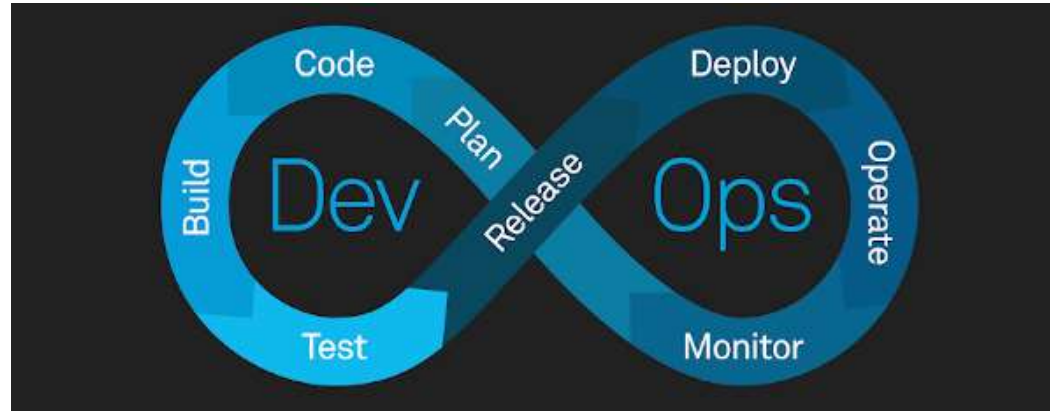 Code
Deploy
Plan
Build
Dev
Release
Ops
Operate
Test
Monitor